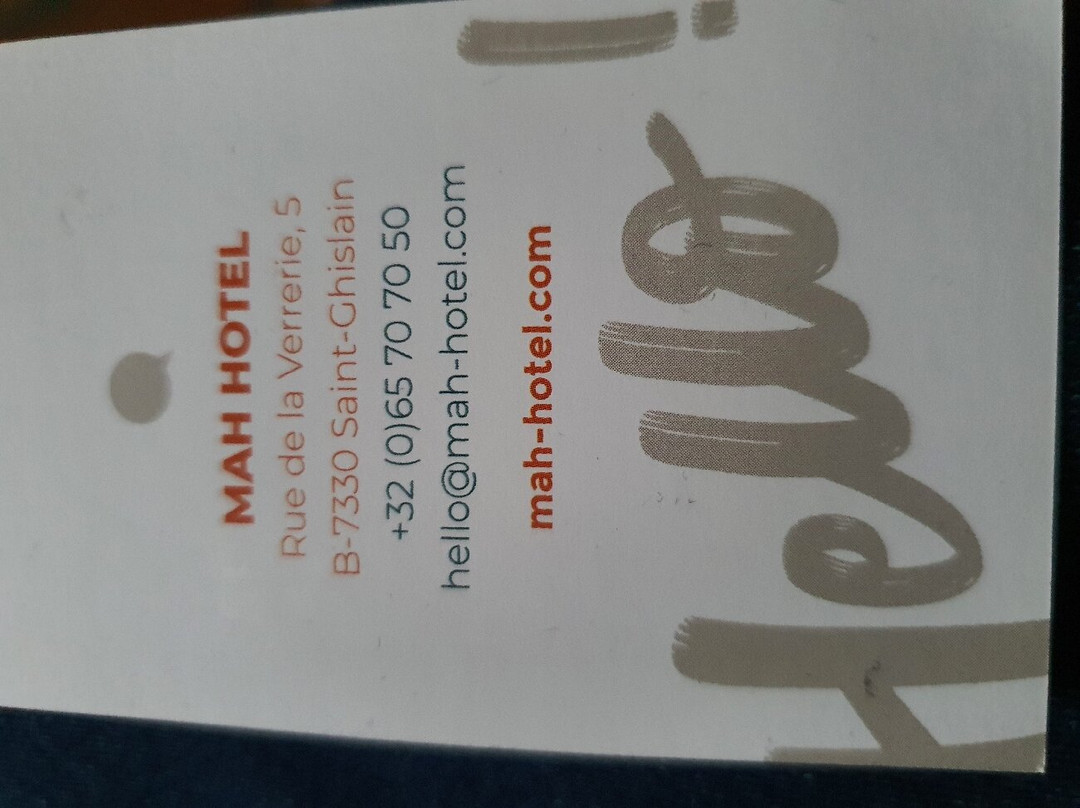 MAH HOTEL
Rue de la Verrerie, 5
B-7330 Saint-Ghislain
+32 (0)65 70 70 50
hello@mah-hotel.com
mah-hotel.com
Hello!